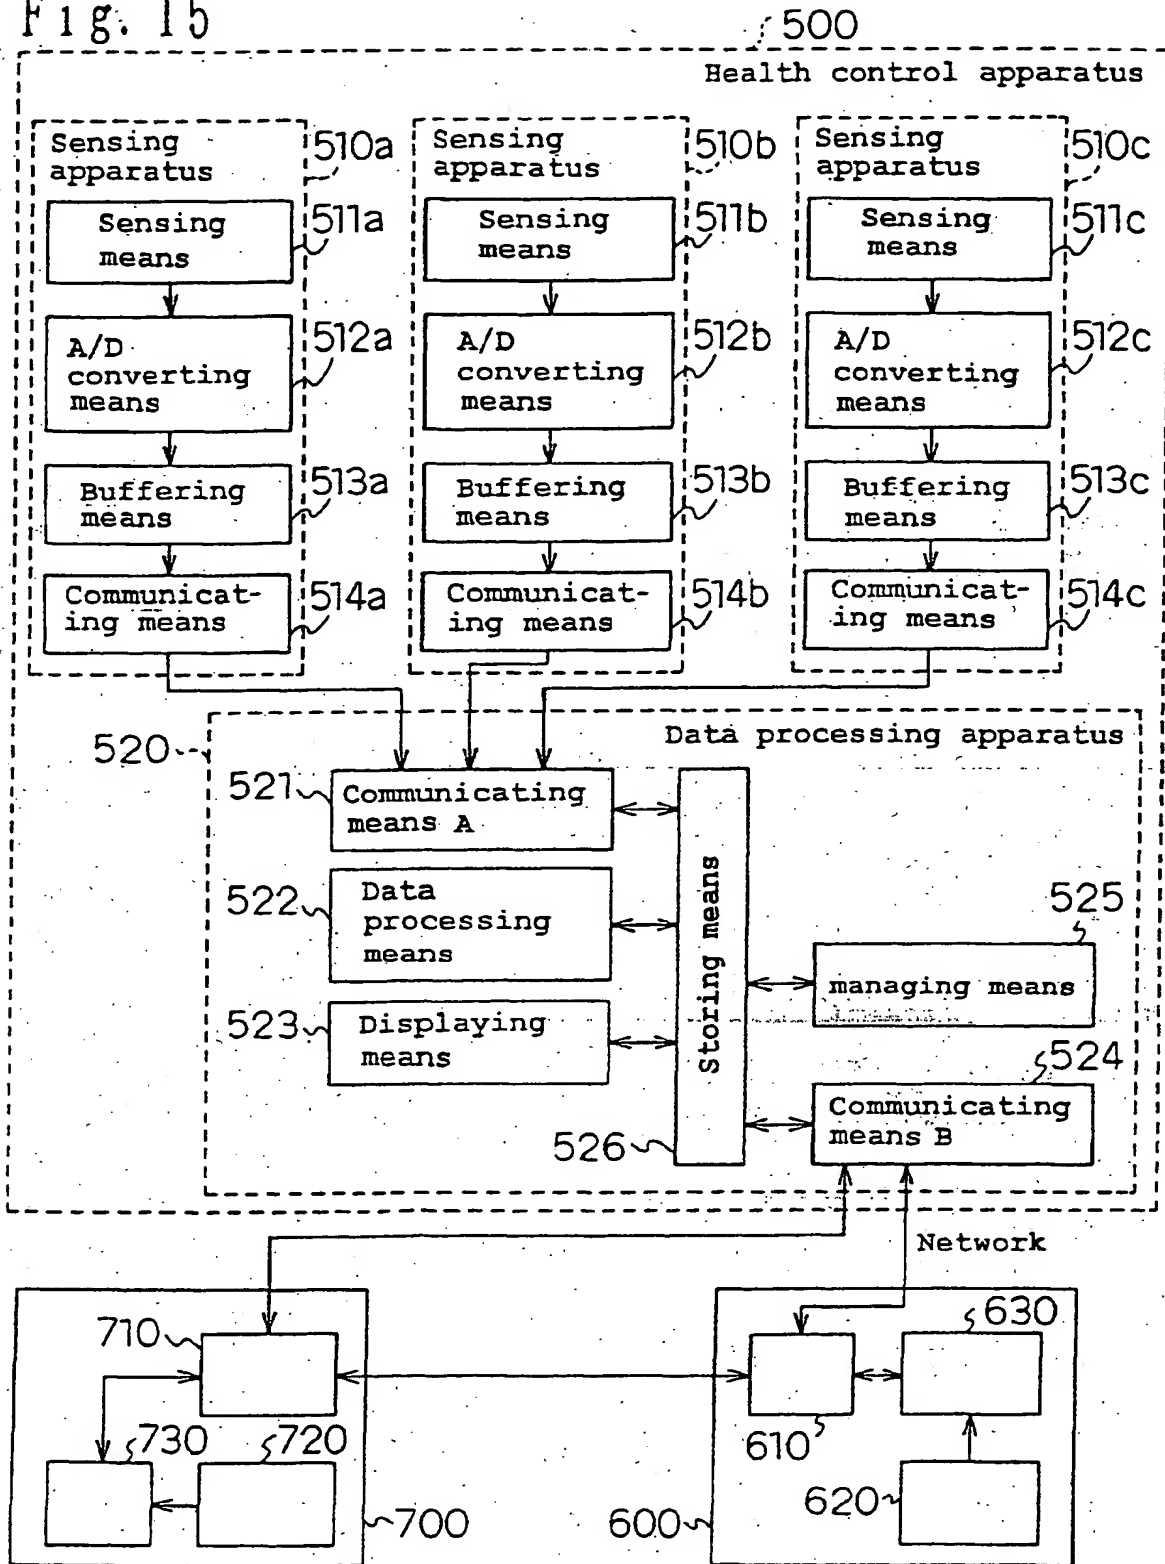 Fig. 15
500
Health control apparatus
Sensing
apparatus
510a
Sensing
means
511a
A/D
converting
means
512a
Buffering
means
513a
Communicat-
ing means
514a
Sensing
apparatus
510b
Sensing
means
511b
A/D
converting
means
512b
Buffering
means
513b
Communicat-
ing means
514b
Sensing
apparatus
510c
Sensing
means
511c
A/D
converting
means
512c
Buffering
means
513c
Communicat-
ing means
514c
520
Data processing apparatus
521
Communicating
means A
522
Data
processing
means
523
Displaying
means
Storing means
526
525
managing means
524
Communicating
means B
Network
710
730
720
700
630
610
620
600